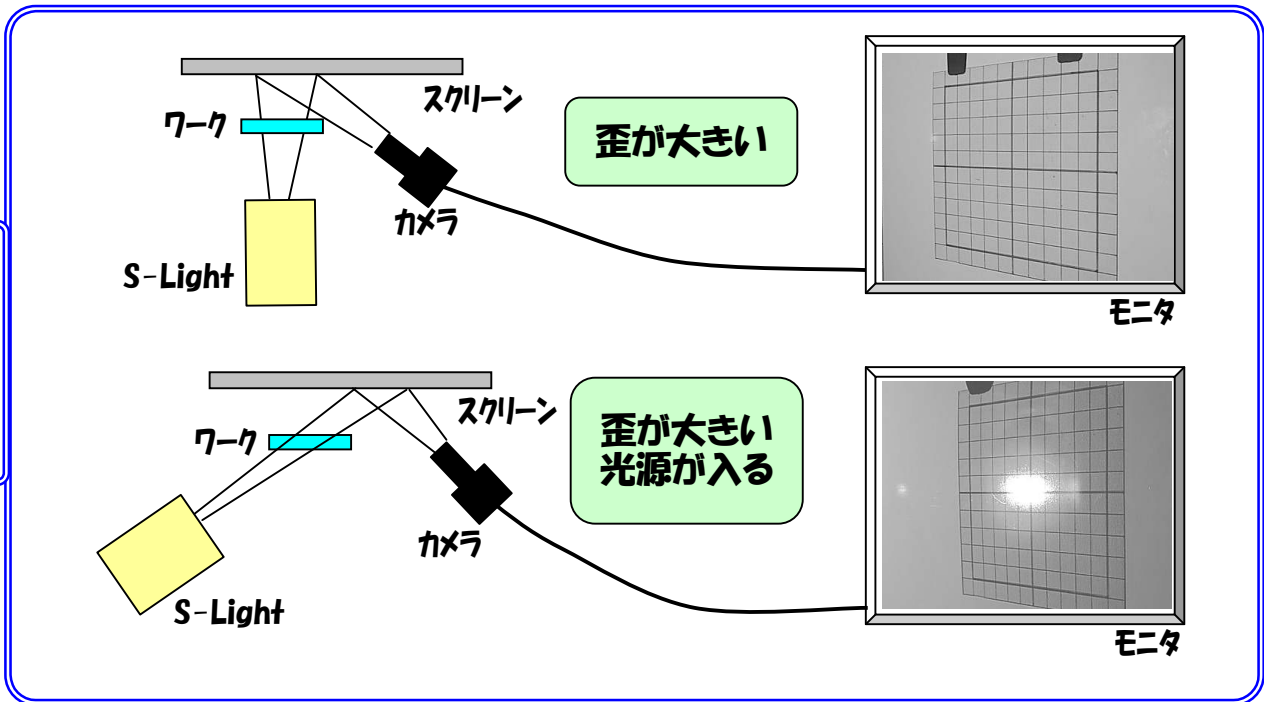 スクリーン
ワーク
歪が大きい
カメラ
S-Light
モニタ
スクリーン
ワーク
歪が大きい
光源が入る
カメラ
S-Light
モニタ